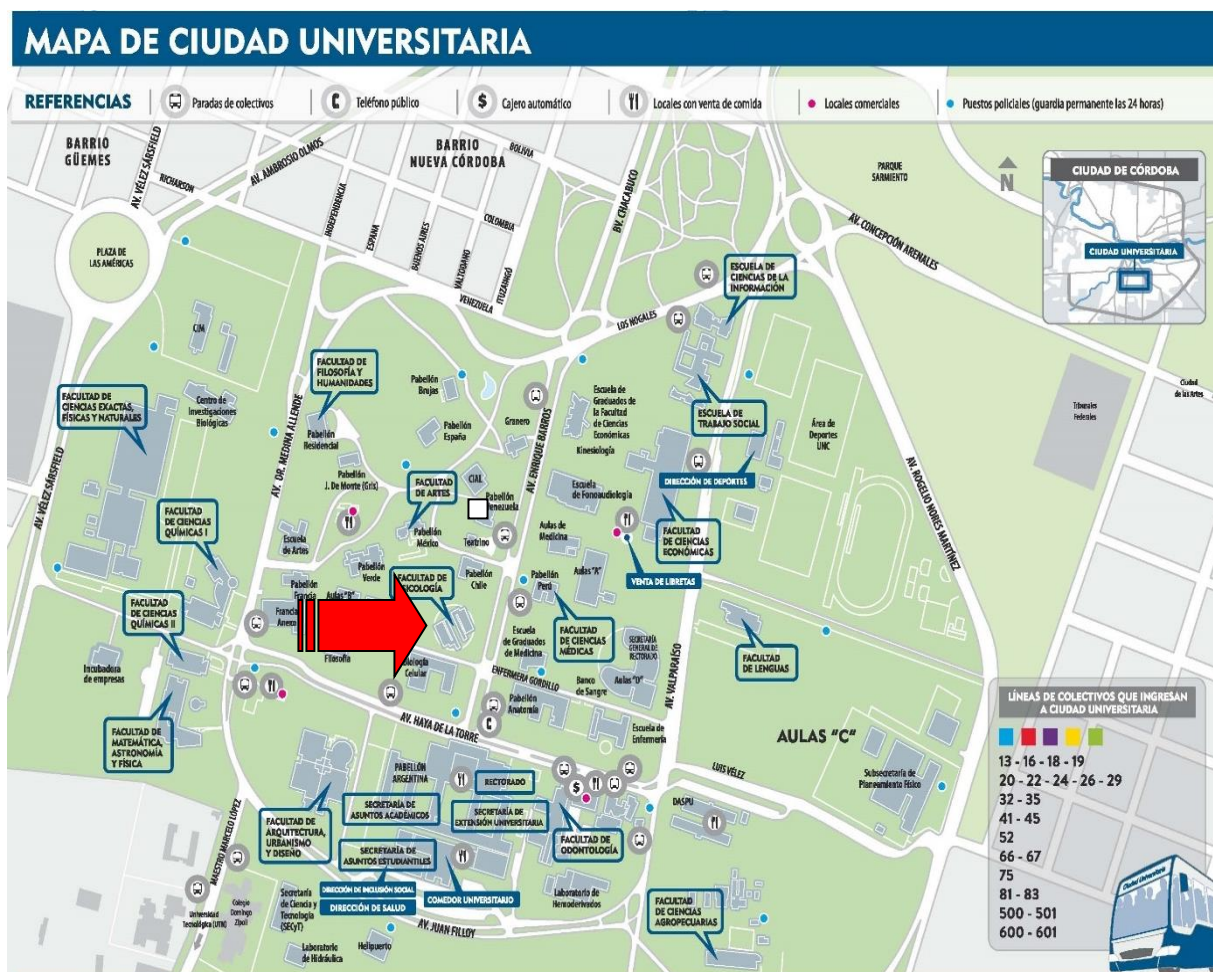 MAPA DE CIUDAD UNIVERSITARIA
REFERENCIAS
Paradas de colectivos
Teléfono público
$
Cajero automático
Locales con venta de comida
Locales comerciales
Puestos policiales (guardia permanente las 24 horas)
BARRIO
GÜEMES
AV. VÉLEZ SÁRSFIELD
RICHARSON
AV. AMBROSIO OLMOS
BARRIO
NUEVA CÓRDOBA
BOLIVIA
INDEPENDENCIA
ESPAÑA
BUENOS AIRES
VALTODANO
COLOMBIA
ITUZAINGÓ
VENEZUELA
BV. CHACABUCO
PARQUE
SARMIENTO
N
AV. CONCEPCIÓN ARENALES
CIUDAD DE CÓRDOBA
CIUDAD UNIVERSITARIA
PLAZA DE
LAS AMÉRICAS
LOS NOGALES
ESCUELA DE
CIENCIAS DE LA
INFORMACIÓN
CIM
FACULTAD DE
FILOSOFÍA Y
HUMANIDADES
Pabellón
Brujas
FACULTAD DE
CIENCIAS EXACTAS,
FÍSICAS Y NATURALES
Centro de
Investigaciones
Biológicas
AV. DR. MEDINA ALLENDE
Pabellón
Residencial
Pabellón
España
Granero
AV. ENRIQUE BARROS
Escuela de
Graduados de
la Facultad
de Ciencias
Económicas
Kinesiología
ESCUELA DE
TRABAJO SOCIAL
Área de
Deportes
UNC
Tribunales
Federales
Ciudad
de las Artes
AV. VÉLEZ SÁRSFIELD
Pabellón
J. De Monte (Gris)
FACULTAD
DE ARTES
CIAL
Pabellón
Venezuela
Escuela
de Fonoaudiología
DIRECCIÓN DE DEPORTES
AV. ROGELIO NORES MARTÍNEZ
FACULTAD
DE CIENCIAS
QUÍMICAS I
Escuela
de Artes
Pabellón
México
Teatrino
Aulas de
Medicina
FACULTAD
DE CIENCIAS
ECONÓMICAS
VENTA DE LIBRETAS
Pabellón
Verde
FACULTAD DE
PSICOLOGÍA
Pabellón
Chile
Pabellón
Perú
Aulas "A"
Pabellón
Francia
Aulas "B"
Francia
Anexo
FACULTAD
DE CIENCIAS
QUÍMICAS II
Filosofía
Biología
Celular
Escuela
de Graduados
de Medicina
FACULTAD
DE CIENCIAS
MÉDICAS
SECRETARÍA
GENERAL DE
RECTORADO
FACULTAD
DE LENGUAS
Incubadora
de empresas
ENFERMERA GORDILLO
Banco
de Sangre
Aulas "D"
AV. VALPARAÍSO
Pabellón
Anatomía
AV. HAYA DE LA TORRE
Escuela de
Enfermería
AULAS "C"
LÍNEAS DE COLECTIVOS QUE INGRESAN
A CIUDAD UNIVERSITARIA
13 - 16 - 18 - 19
20 - 22 - 24 - 26 - 29
32 - 35
41 - 45
52
66 - 67
75
81 - 83
500 - 501
600 - 601
Ciudad Universitaria
FACULTAD DE
MATEMÁTICA,
ASTRONOMÍA
Y FÍSICA
PABELLÓN
ARGENTINA
RECTORADO
$
LUIS VÉLEZ
Subsecretaría de
Planeamiento Físico
SECRETARÍA DE
ASUNTOS ACADÉMICOS
SECRETARÍA DE
EXTENSIÓN UNIVERSITARIA
DASPU
FACULTAD DE
ARQUITECTURA,
URBANISMO
Y DISEÑO
SECRETARÍA DE
ASUNTOS ESTUDIANTILES
FACULTAD DE
ODONTOLOGÍA
MAESTRO MARCELO LÓPEZ
DIRECCIÓN DE INCLUSIÓN SOCIAL
DIRECCIÓN DE SALUD
COMEDOR UNIVERSITARIO
Universidad
Tecnológica (UTN)
Colegio
Domingo
Zípoli
Secretaría
de Ciencia y
Tecnología
(SECyT)
Laboratorio de
Hemoderivados
FACULTAD
DE CIENCIAS
AGROPECUARIAS
AV. JUAN FILLOY
Laboratorio
de Hidráulica
Helipuerto